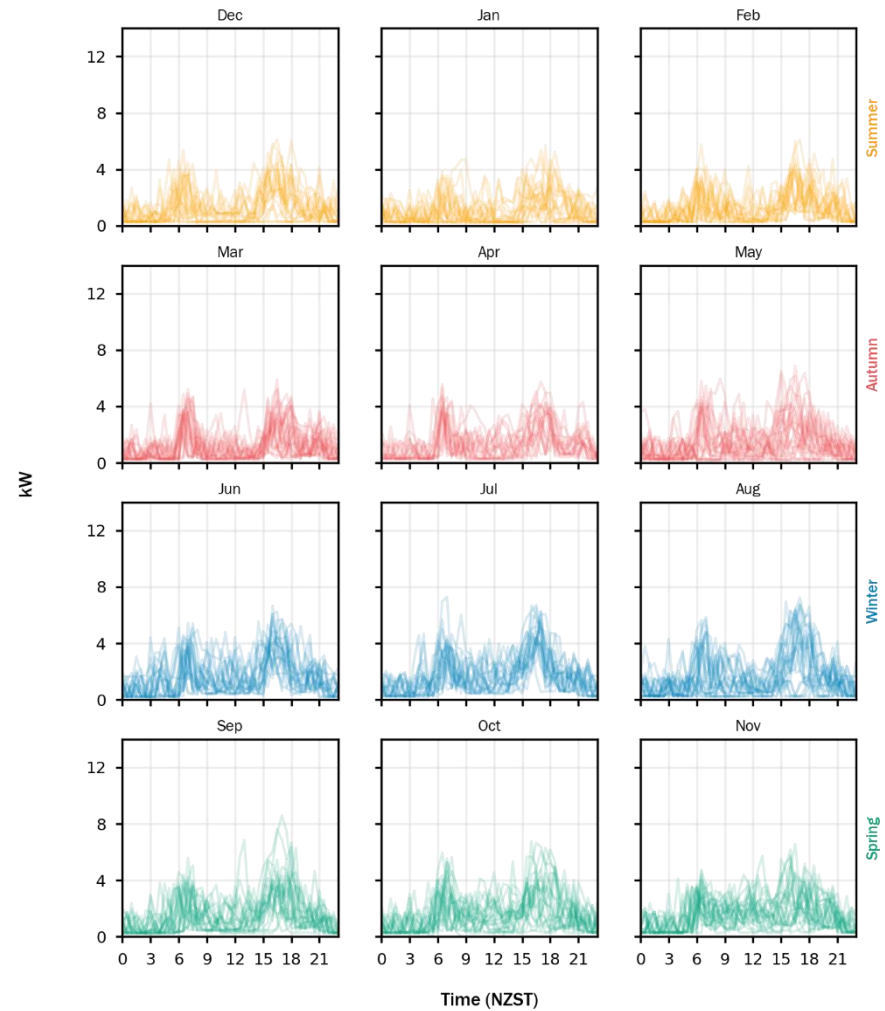 Dec Jan Feb
12
8
4
0
Summer
Mar Apr May
12
8
4
0
Autumn
kW
Jun Jul Aug
12
8
4
0
Winter
Sep Oct Nov
12
8
4
0
Spring
0 3 6 9 12 15 18 21 0 3 6 9 12 15 18 21 0 3 6 9 12 15 18 21
Time (NZST)